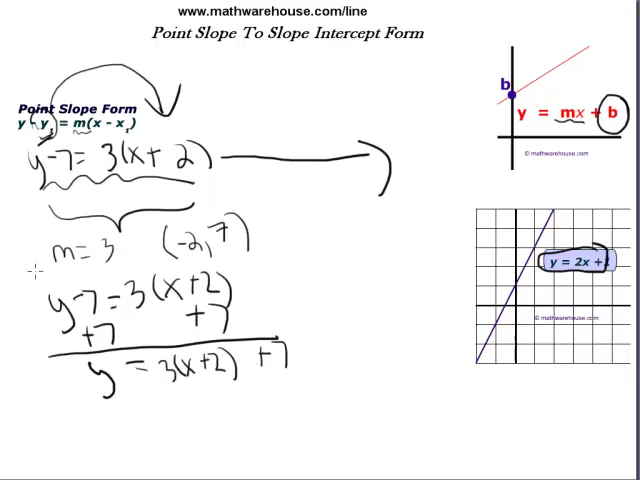 www.mathwarehouse.com/line
Point Slope To Slope Intercept Form
Point Slope Form
y - y₁ = m(x - x₁)
y-7 = 3(x+2)
m = 3 (-2, 7)
y-7 = 3(x+2)
+7 +7
y = 3(x+2) +7
b
y = mx + b
© mathwarehouse.com
y = 2x +1
© mathwarehouse.com